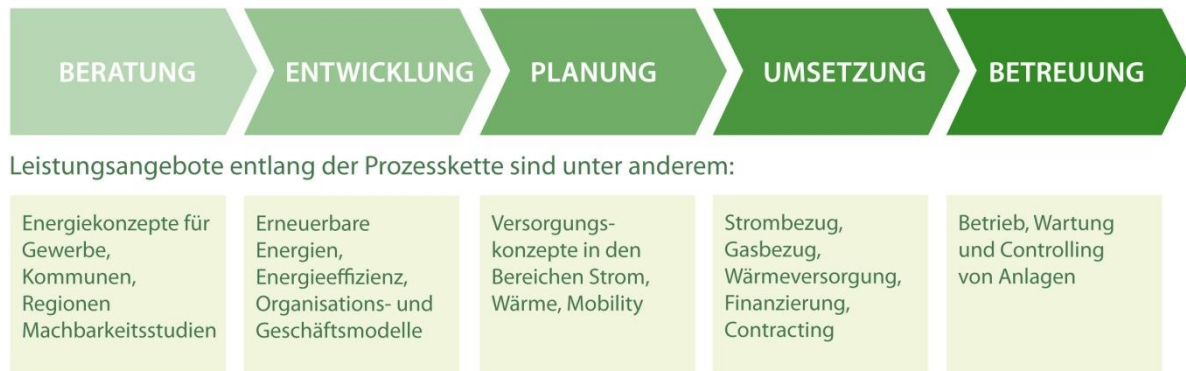 BERATUNG
ENTWICKLUNG
PLANUNG
UMSETZUNG
BETREUUNG
Leistungsangebote entlang der Prozesskette sind unter anderem:
Energiekonzepte für
Gewerbe,
Kommunen,
Regionen
Machbarkeitsstudien
Erneuerbare
Energien,
Energieeffizienz,
Organisations- und
Geschäftsmodelle
Versorgungs-
konzepte in den
Bereichen Strom,
Wärme, Mobility
Strombezug,
Gasbezug,
Wärmeversorgung,
Finanzierung,
Contracting
Betrieb, Wartung
und Controlling
von Anlagen